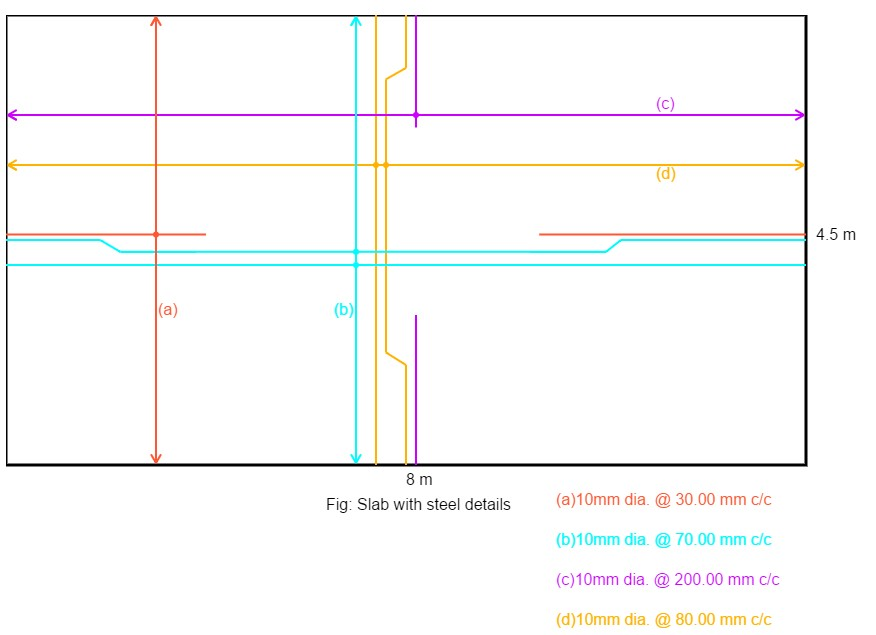 (c)
(d)
4.5 m
(a)
(b)
8 m
Fig: Slab with steel details
(a)10mm dia. @ 30.00 mm c/c
(b)10mm dia. @ 70.00 mm c/c
(c)10mm dia. @ 200.00 mm c/c
(d)10mm dia. @ 80.00 mm c/c